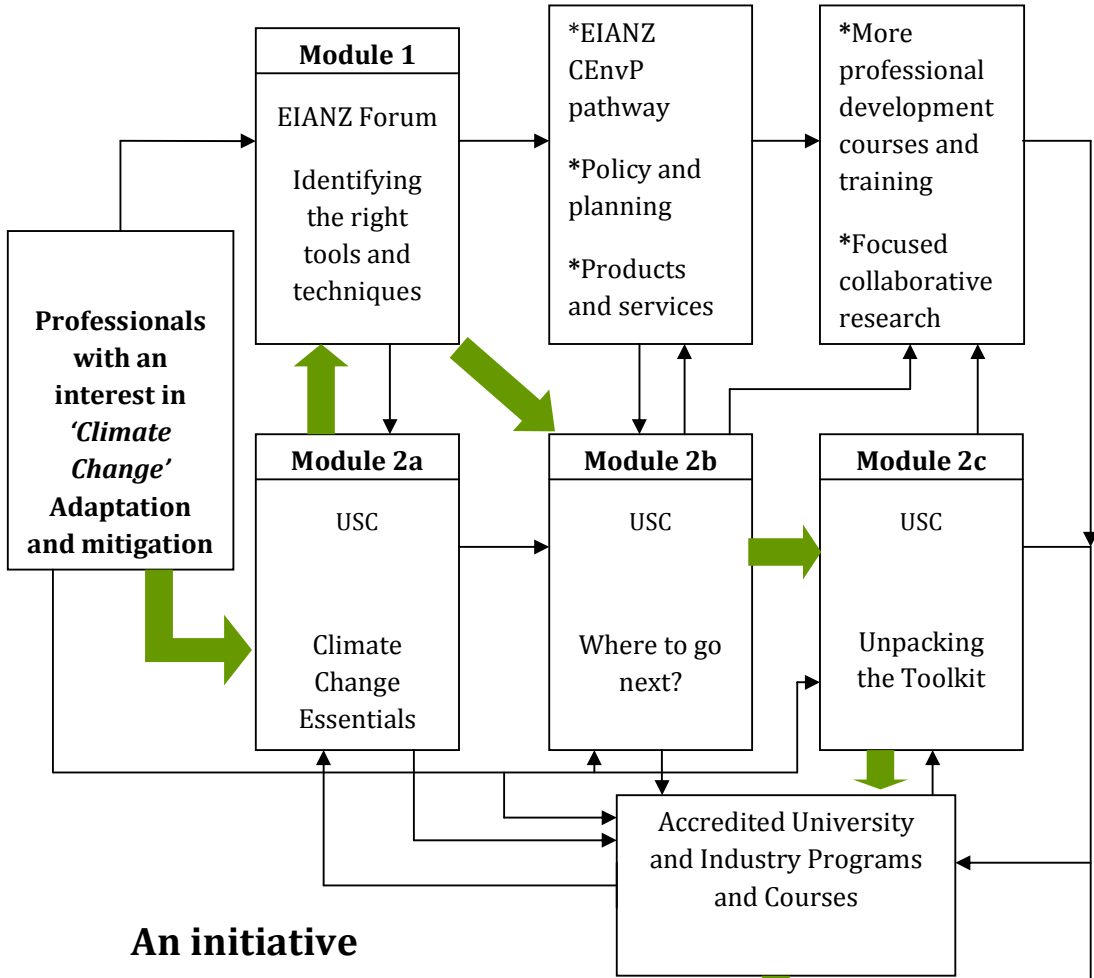 Module 1
EIANZ Forum
Identifying
the right
tools and
techniques
*EIANZ
CEnvP
pathway
*Policy and
planning
*Products
and services
*More
professional
development
courses and
training
*Focused
collaborative
research
Professionals
with an
interest in
‘Climate
Change’
Adaptation
and mitigation
Module 2a
USC
Climate
Change
Essentials
Module 2b
USC
Where to go
next?
Module 2c
USC
Unpacking
the Toolkit
Accredited University
and Industry Programs
and Courses
An initiative